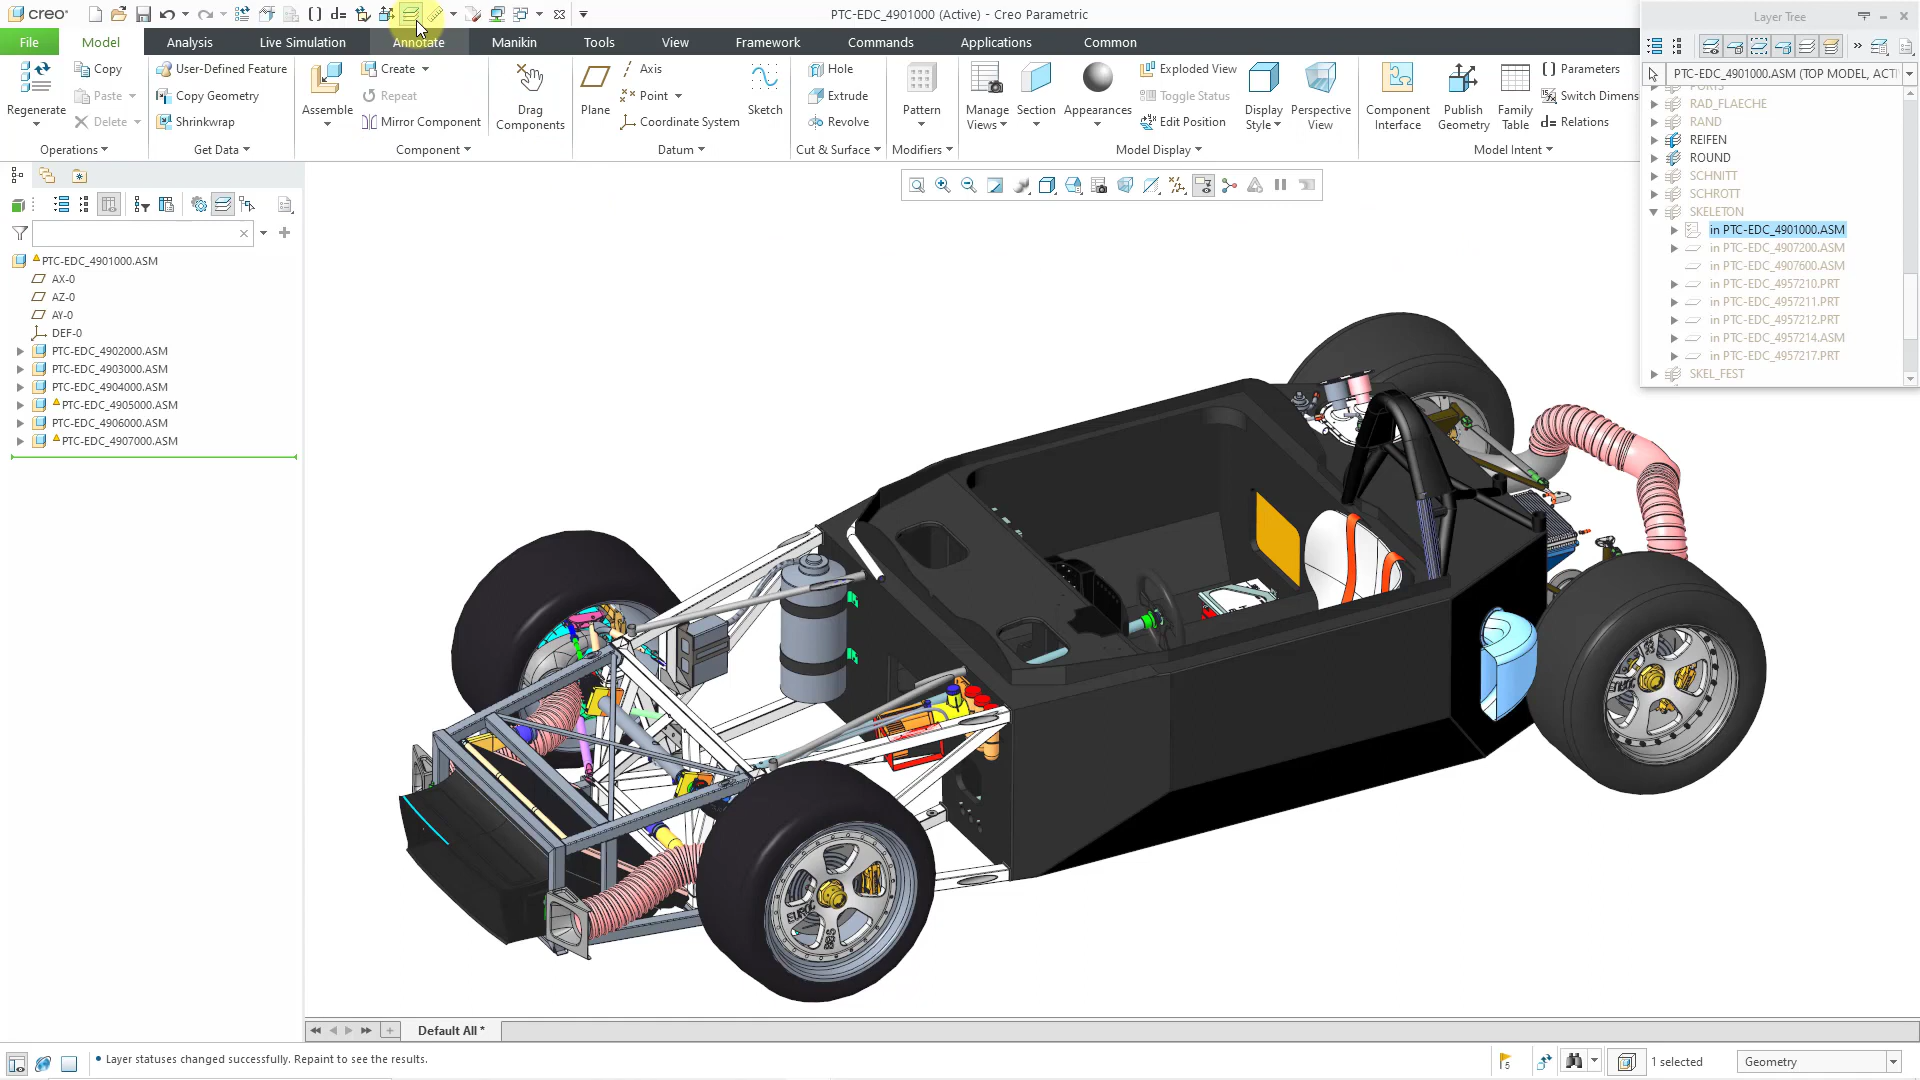 creo
PTC-EDC_4901000 (Active) - Creo Parametric
File Model Analysis Live Simulation Annotate Manikin Tools View Framework Commands Applications Common
Regenerate
Copy
Paste
Delete
Operations
User-Defined Feature
Copy Geometry
Shrinkwrap
Get Data
Assemble
Create
Repeat
Mirror Component
Component
Drag
Components
Plane
Axis
Point
Coordinate System
Sketch
Datum
Hole
Extrude
Revolve
Cut & Surface
Pattern
Modifiers
Manage
Views
Section
Appearances
Exploded View
Toggle Status
Edit Position
Display
Style
Perspective
View
Model Display
Component
Interface
Publish
Geometry
Family
Table
Parameters
Switch Dimens
Relations
Model Intent
Layer Tree
PTC-EDC_4901000.ASM (TOP MODEL, ACTI
PORTS
RAD_FLAECHE
RAND
REIFEN
ROUND
SCHNITT
SCHROTT
SKELETON
in PTC-EDC_4901000.ASM
in PTC-EDC_4907200.ASM
in PTC-EDC_4907600.ASM
in PTC-EDC_4957210.PRT
in PTC-EDC_4957211.PRT
in PTC-EDC_4957212.PRT
in PTC-EDC_4957214.ASM
in PTC-EDC_4957217.PRT
SKEL_FEST
PTC-EDC_4901000.ASM
AX-0
AZ-0
AY-0
DEF-0
PTC-EDC_4902000.ASM
PTC-EDC_4903000.ASM
PTC-EDC_4904000.ASM
PTC-EDC_4905000.ASM
PTC-EDC_4906000.ASM
PTC-EDC_4907000.ASM
Default All *
• Layer statuses changed successfully. Repaint to see the results.
5
1 selected
Geometry